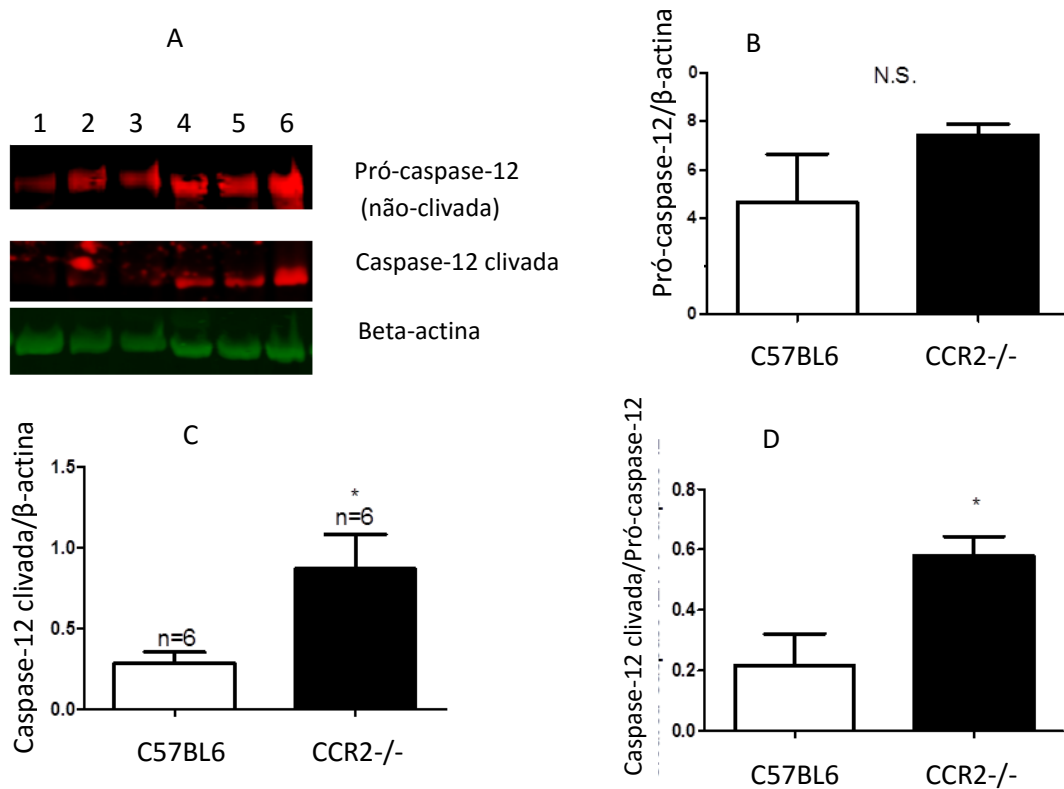 A
1 2 3 4 5 6
Pró-caspase-12
(não-clivada)
Caspase-12 clivada
Beta-actina
B
Pró-caspase-12/β-actina
0
8
6
4
0
N.S.
C57BL6 CCR2-/-
C
Caspase-12 clivada/β-actina
1.5
1.0
0.5
0.0
n=6
*
n=6
C57BL6 CCR2-/-
D
Caspase-12 clivada/Pró-caspase-12
0.8
0.6
0.4
0.2
0.0
*
C57BL6 CCR2-/-